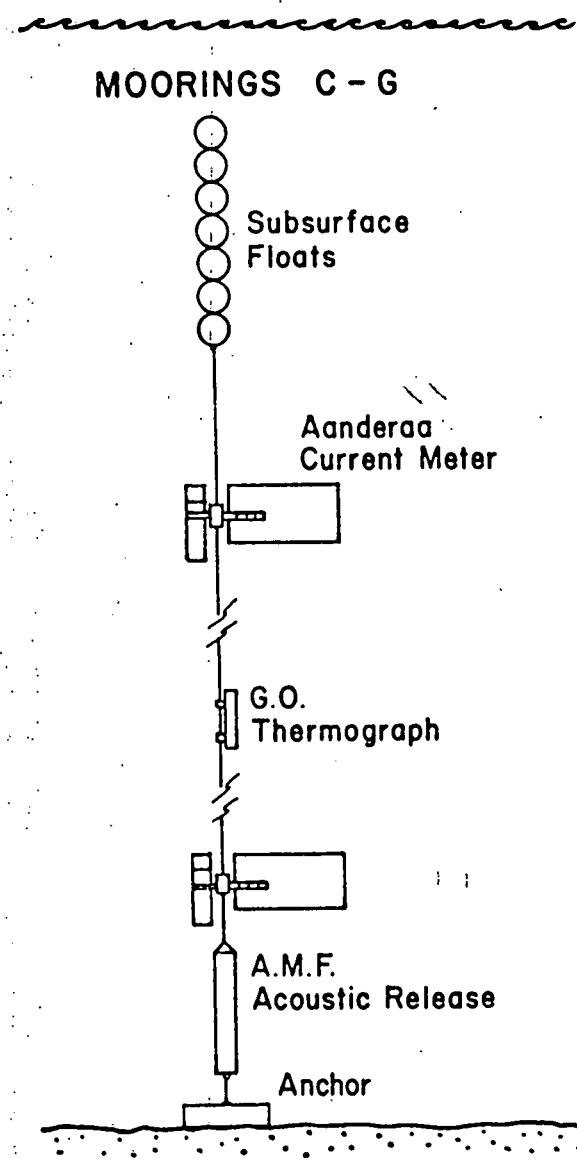 MOORINGS C - G
Subsurface
Floats
Aanderaa
Current Meter
G.O.
Thermograph
A.M.F.
Acoustic Release
Anchor